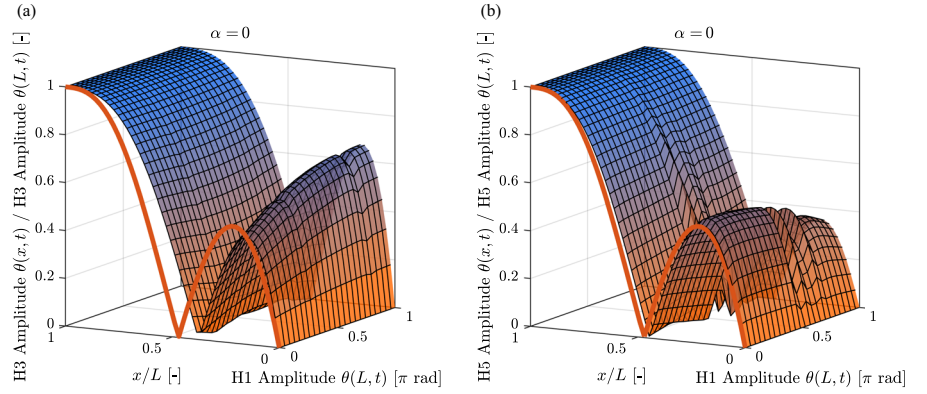 (a)
α = 0
H3 Amplitude θ(x, t) / H3 Amplitude θ(L, t) [-]
1
0.8
0.6
0.4
0.2
0
1
0.5
0
x/L [-]
0
0.5
1
H1 Amplitude θ(L, t) [π rad]
(b)
α = 0
H5 Amplitude θ(x, t) / H5 Amplitude θ(L, t) [-]
1
0.8
0.6
0.4
0.2
0
1
0.5
0
x/L [-]
0
0.5
1
H1 Amplitude θ(L, t) [π rad]